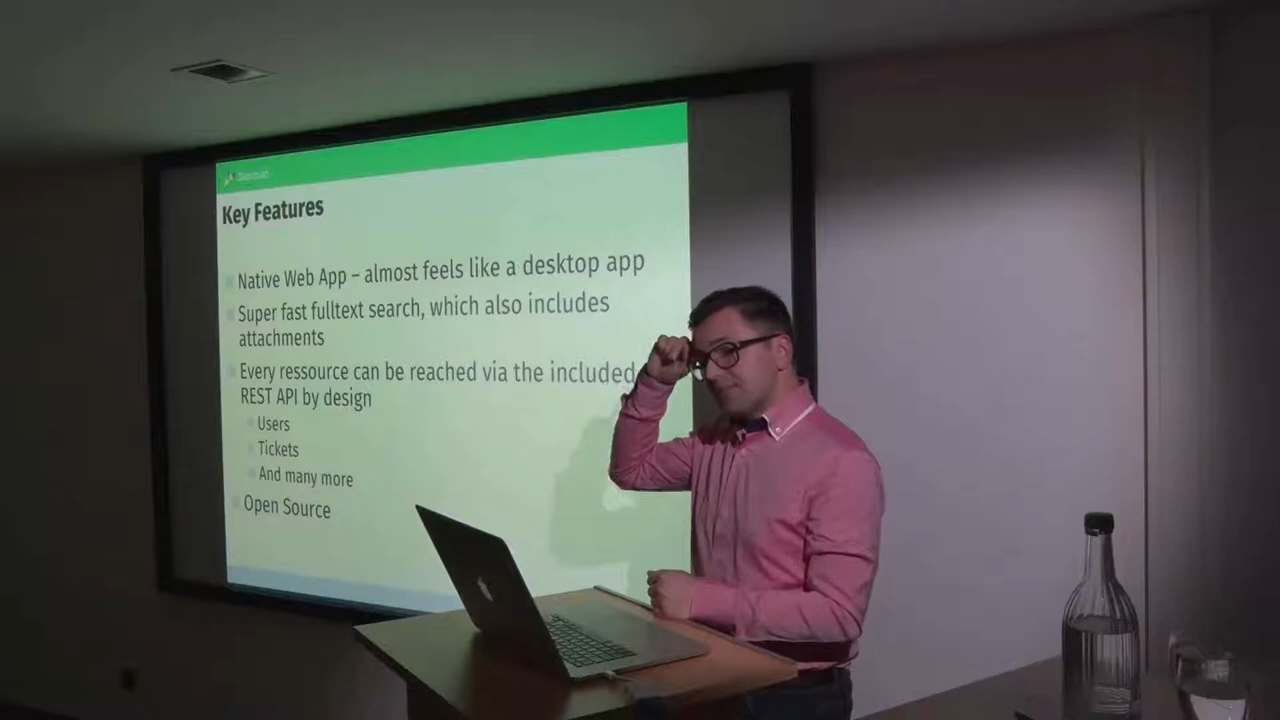 Key Features
Native Web App – almost feels like a desktop app
Super fast fulltext search, which also includes
attachments
Every ressource can be reached via the included
REST API by design
Users
Tickets
And many more
Open Source